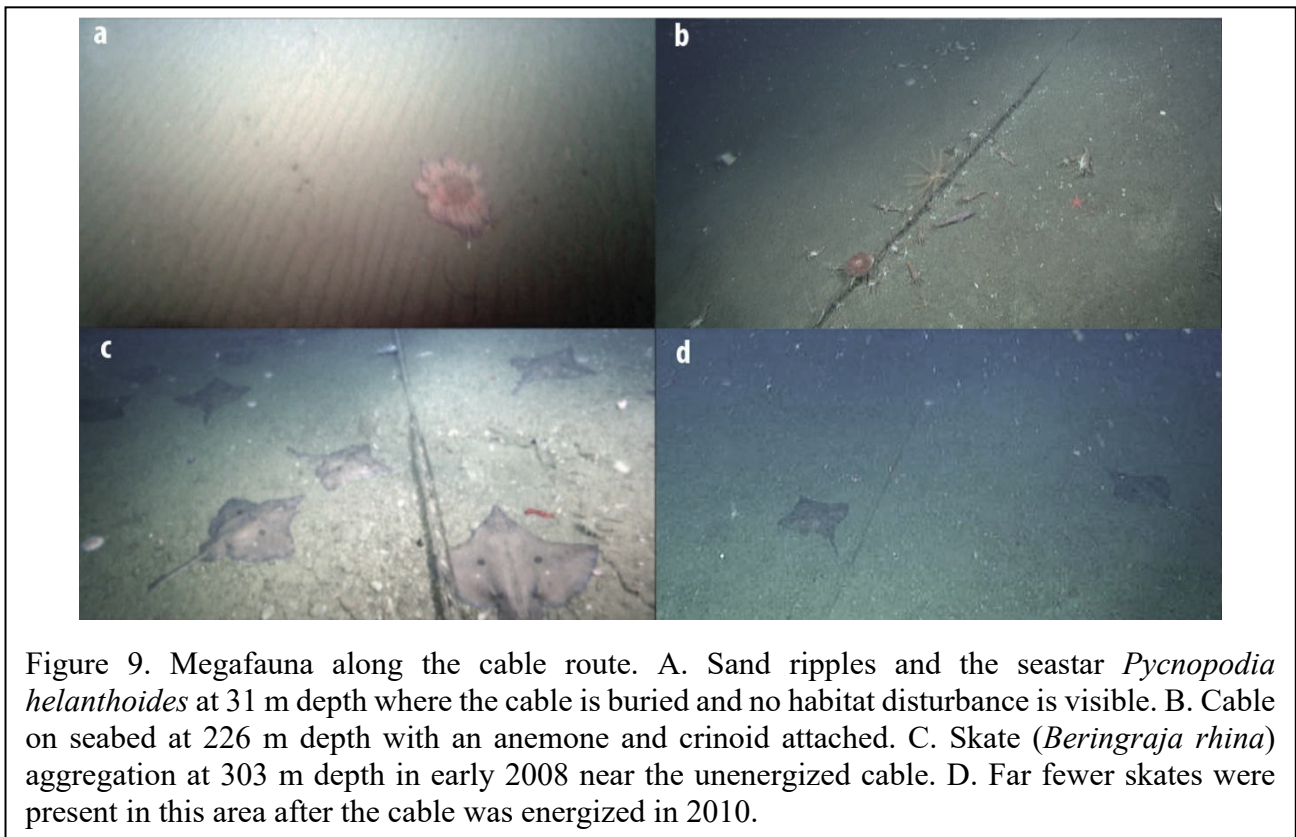 a
b
c
d
Figure 9. Megafauna along the cable route. A. Sand ripples and the seastar Pycnopodia
helanthoides at 31 m depth where the cable is buried and no habitat disturbance is visible. B. Cable
on seabed at 226 m depth with an anemone and crinoid attached. C. Skate (Beringraja rhina)
aggregation at 303 m depth in early 2008 near the unenergized cable. D. Far fewer skates were
present in this area after the cable was energized in 2010.